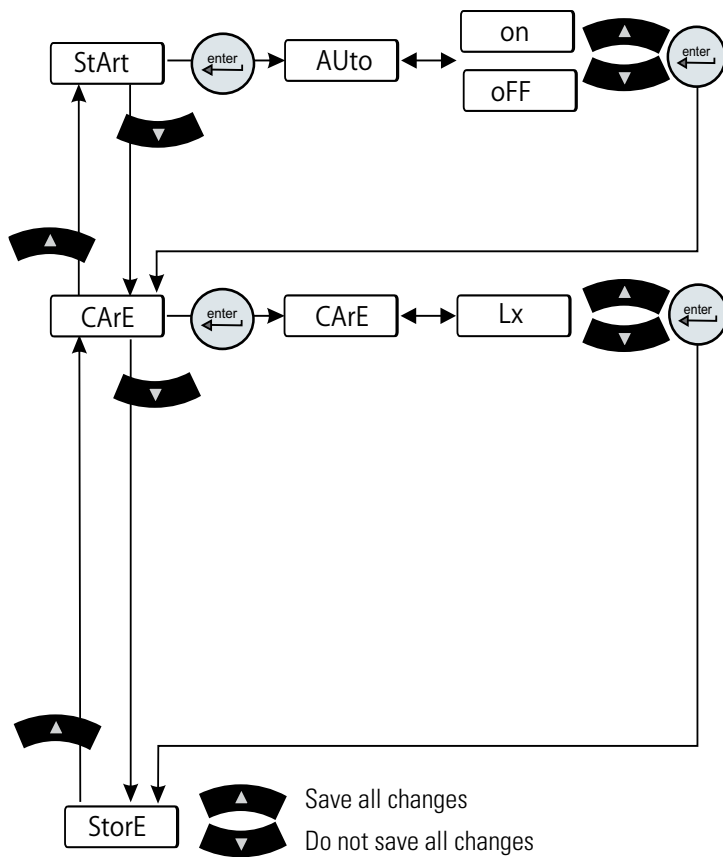 StArt
enter
AUto
on
oFF
enter
CArE
enter
CArE
Lx
enter
StorE
Save all changes
Do not save all changes